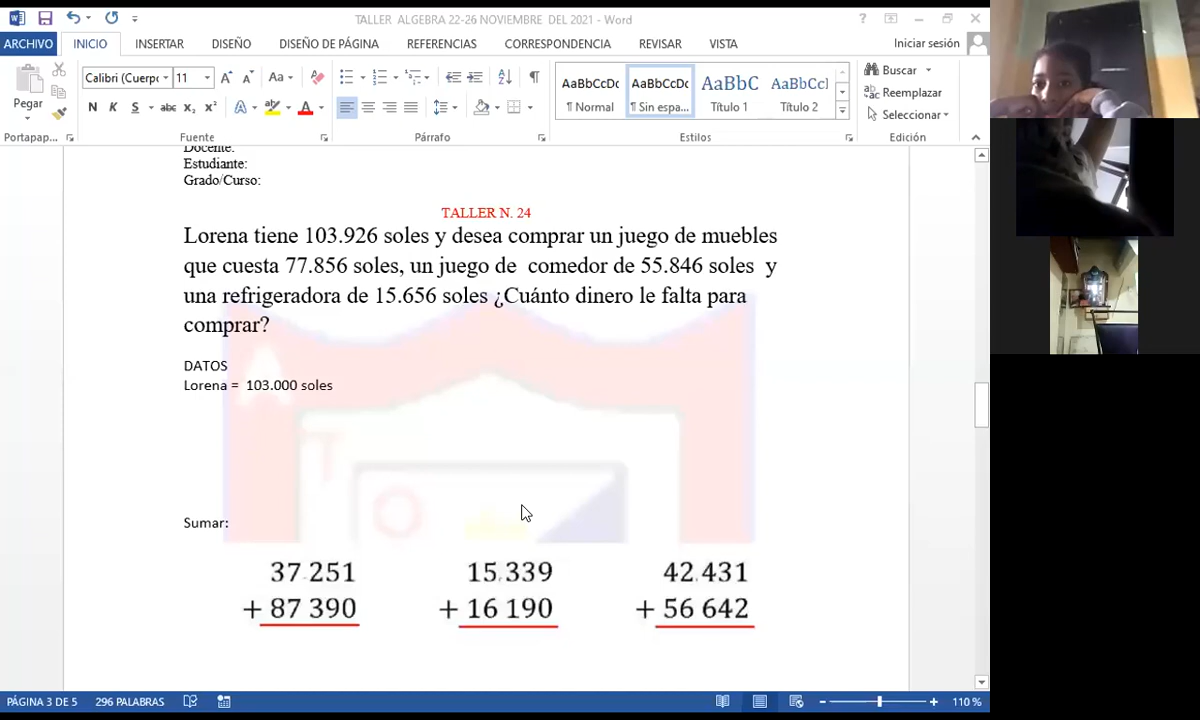 TALLER ALGEBRA 22-26 NOVIEMBRE DEL 2021 - Word
ARCHIVO INICIO INSERTAR DISEÑO DISEÑO DE PÁGINA REFERENCIAS CORRESPONDENCIA REVISAR VISTA Iniciar sesión
Calibri (Cuerpo 11
Pegar
N K S abc x₂ x²
AaBbCcDc AaBbCcDc AaBbC AaBbCcl
¶ Normal ¶ Sin espa... Título 1 Título 2
Buscar
Reemplazar
Seleccionar
Portapap... Fuente Párrafo Estilos Edición
Docente:
Estudiante:
Grado/Curso:
TALLER N. 24
Lorena tiene 103.926 soles y desea comprar un juego de muebles
que cuesta 77.856 soles, un juego de comedor de 55.846 soles y
una refrigeradora de 15.656 soles ¿Cuánto dinero le falta para
comprar?
DATOS
Lorena = 103.000 soles
Sumar:
37.251 15.339 42.431
+ 87 390 + 16 190 + 56 642
PÁGINA 3 DE 5 296 PALABRAS 110 %